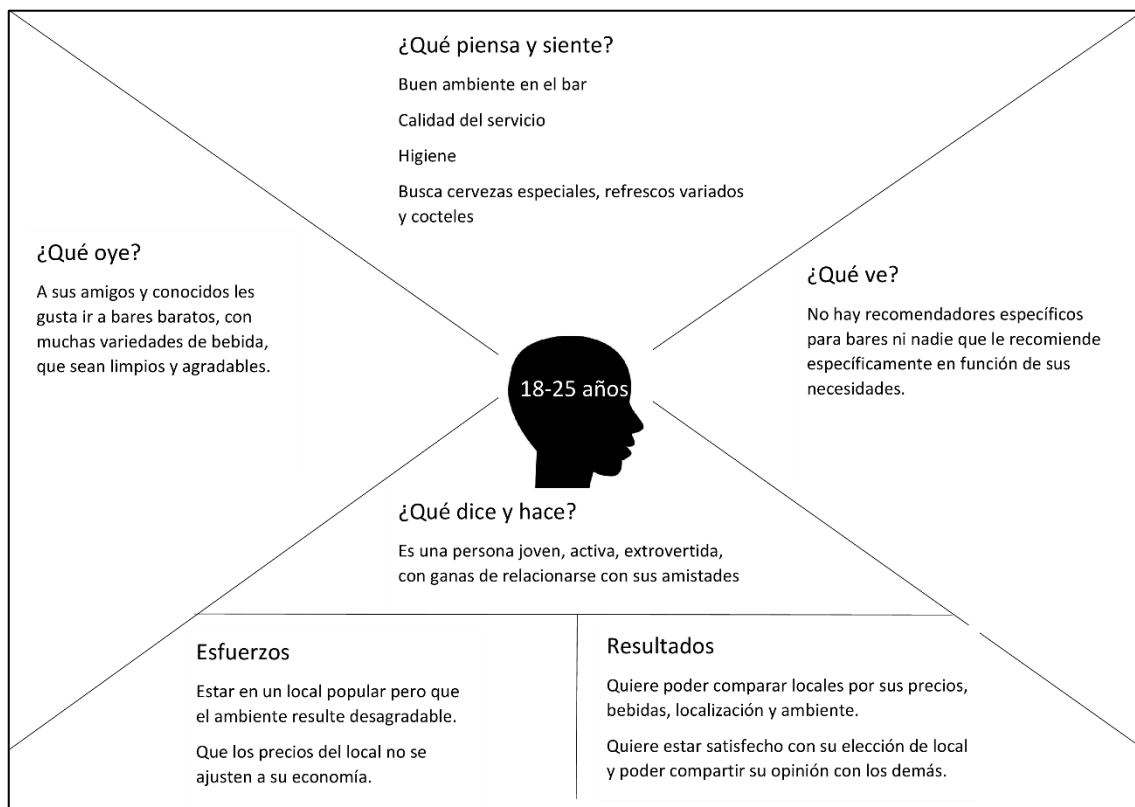 ¿Qué piensa y siente?
Buen ambiente en el bar
Calidad del servicio
Higiene
Busca cervezas especiales, refrescos variados
y cocteles
¿Qué oye?
A sus amigos y conocidos les
gusta ir a bares baratos, con
muchas variedades de bebida,
que sean limpios y agradables.
¿Qué ve?
No hay recomendadores específicos
para bares ni nadie que le recomiende
específicamente en función de sus
necesidades.
18-25 años
¿Qué dice y hace?
Es una persona joven, activa, extrovertida,
con ganas de relacionarse con sus amistades
Esfuerzos
Estar en un local popular pero que
el ambiente resulte desagradable.
Que los precios del local no se
ajusten a su economía.
Resultados
Quiere poder comparar locales por sus precios,
bebidas, localización y ambiente.
Quiere estar satisfecho con su elección de local
y poder compartir su opinión con los demás.